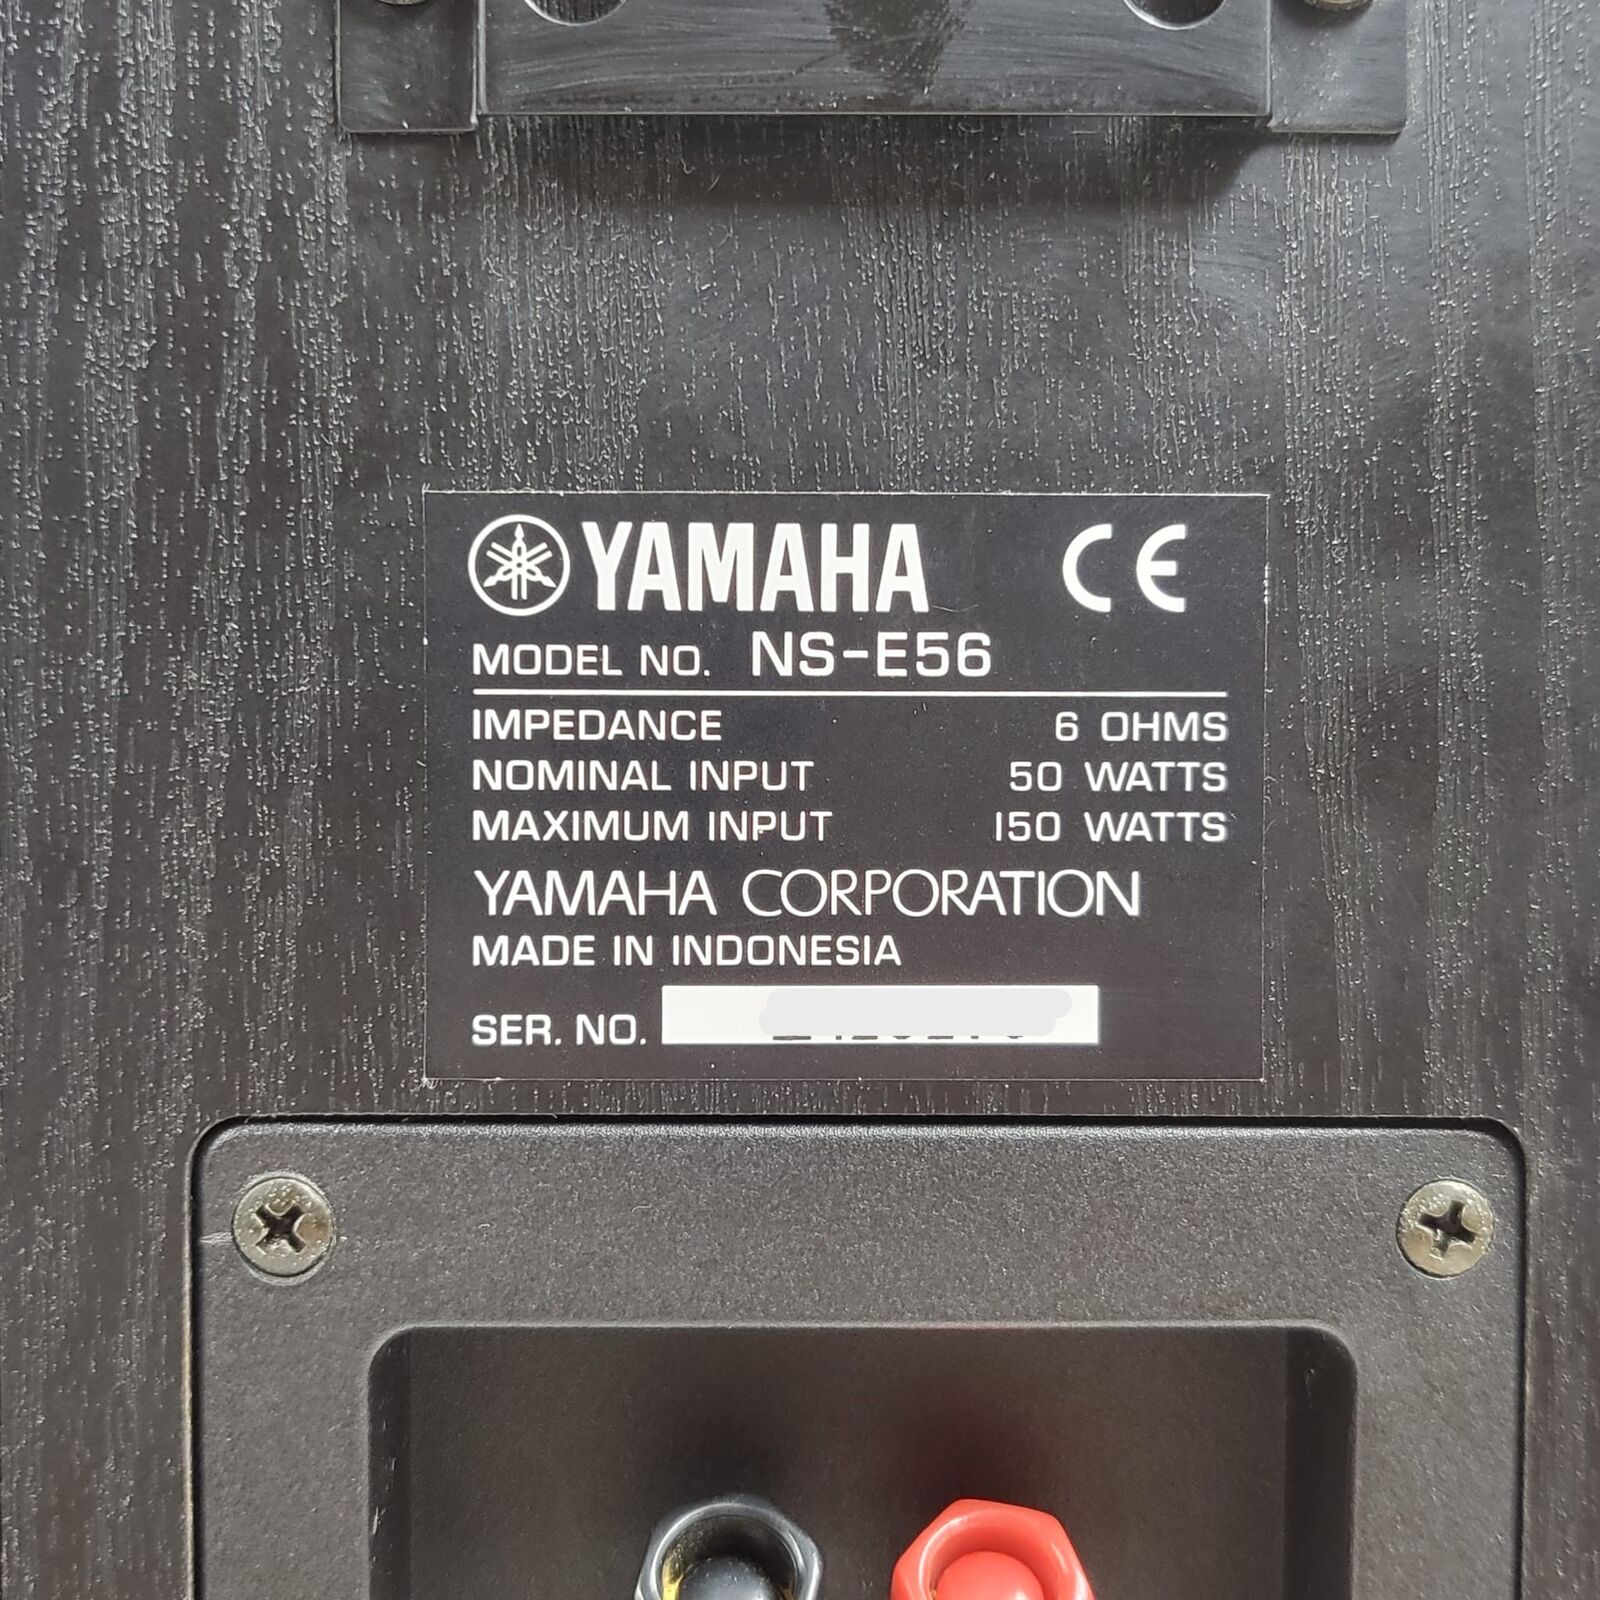 YAMAHA CE
MODEL NO. NS-E56
IMPEDANCE 6 OHMS
NOMINAL INPUT 50 WATTS
MAXIMUM INPUT 150 WATTS
YAMAHA CORPORATION
MADE IN INDONESIA
SER. NO.